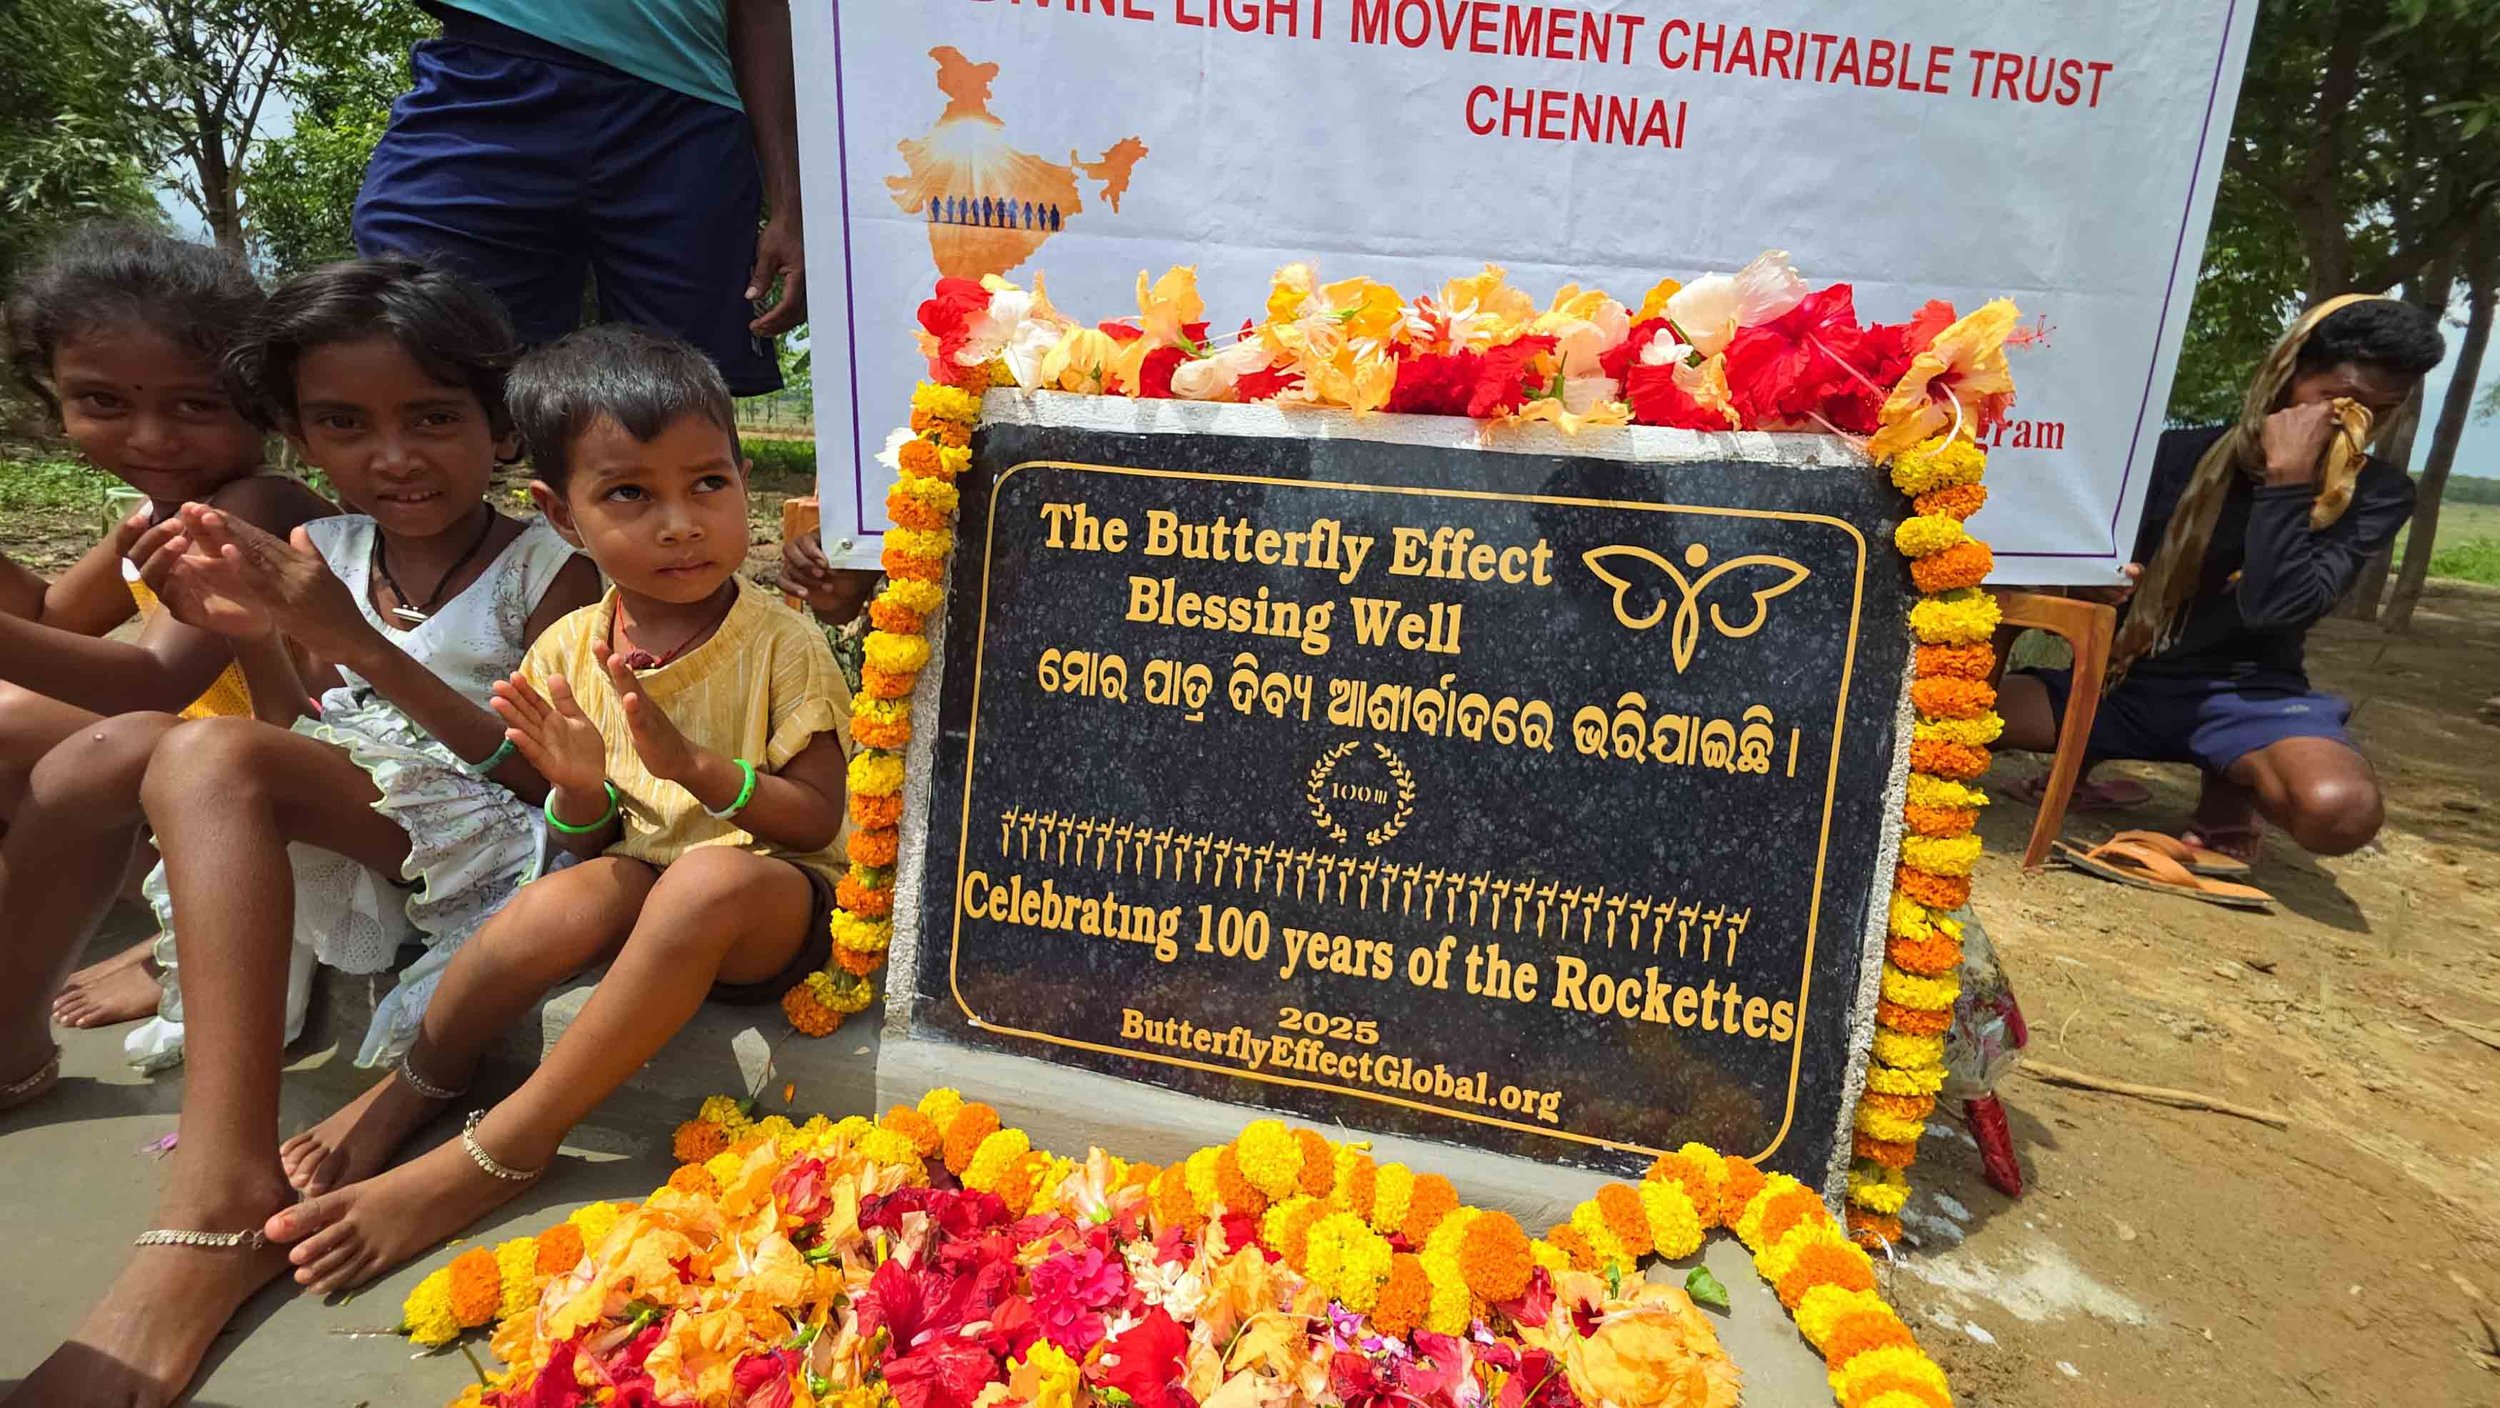 DIVINE LIGHT MOVEMENT CHARITABLE TRUST
CHENNAI
The Butterfly Effect
Blessing Well
ମୋର ପାତ୍ର ଦିବ୍ୟ ଆଶୀର୍ବାଦରେ ଭରିଯାଇଛି।
100
Celebrating 100 years of the Rockettes
2025
ButterflyEffectGlobal.org